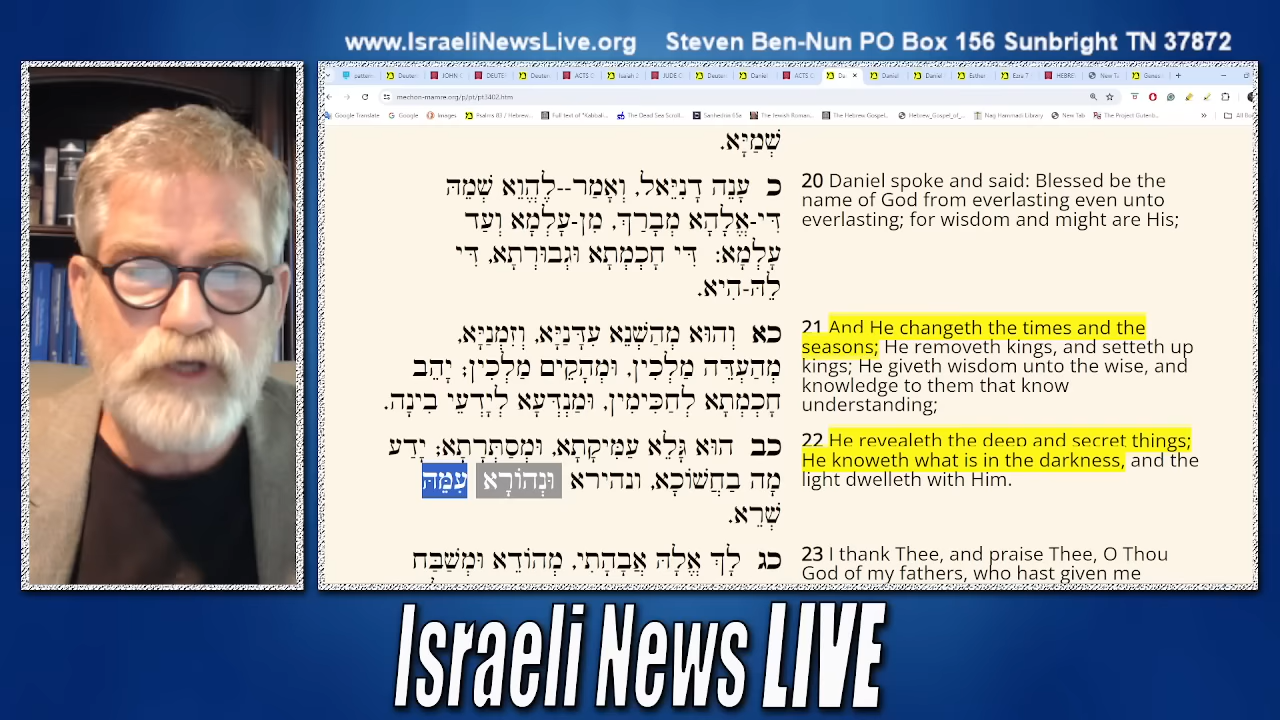 www.IsraeliNewsLive.org Steven Ben-Nun PO Box 156 Sunbright TN 37872
mechon-mamre.org/p/pt/pt3402.htm
שְׁמַיָּא.
כ עָנֵה דָנִיֵּאל, וְאָמַר--לֶהֱוֵא שְׁמֵהּ
דִּי-אֱלָהָא מְבָרַךְ, מִן-עָלְמָא וְעַד
עָלְמָא: דִּי חָכְמְתָא וּגְבוּרְתָא, דִּי
לֵהּ-הִיא.
20 Daniel spoke and said: Blessed be the
name of God from everlasting even unto
everlasting; for wisdom and might are His;
כא וְהוּא מְהַשְׁנֵא עִדָּנַיָּא, וְזִמְנַיָּא,
מְהַעְדֵּה מַלְכִין, וּמְהָקֵים מַלְכִין; יָהֵב
חָכְמְתָא לְחַכִּימִין, וּמַנְדְּעָא לְיָדְעֵי בִינָה.
21 And He changeth the times and the
seasons; He removeth kings, and setteth up
kings; He giveth wisdom unto the wise, and
knowledge to them that know
understanding;
כב הוּא גָּלֵא עַמִּיקָתָא, וּמְסַתְּרָתָא; יָדַע
מָה בַחֲשׁוֹכָא, ונהירא וּנְהוֹרָא עִמֵּהּ
שְׁרֵא.
22 He revealeth the deep and secret things;
He knoweth what is in the darkness, and the
light dwelleth with Him.
כג לָךְ אֱלָהּ אֲבָהָתִי, מְהוֹדֵא וּמְשַׁבַּח
23 I thank Thee, and praise Thee, O Thou
God of my fathers, who hast given me
Israeli News LIVE